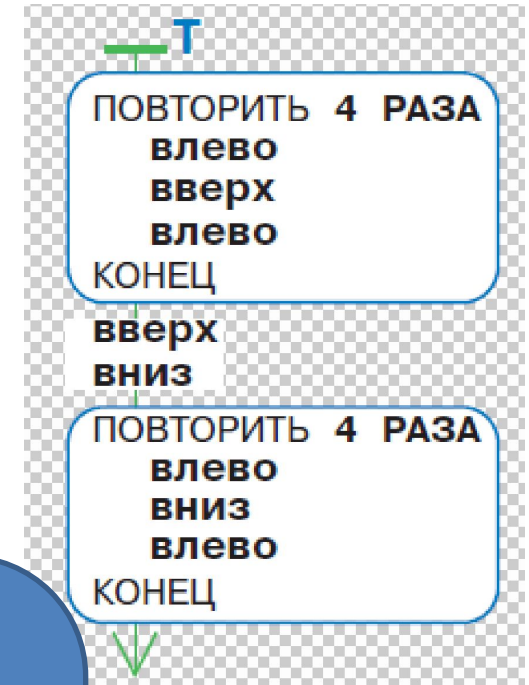 Т
ПОВТОРИТЬ 4 РАЗА
влево
вверх
влево
КОНЕЦ
вверх
вниз
ПОВТОРИТЬ 4 РАЗА
влево
вниз
влево
КОНЕЦ